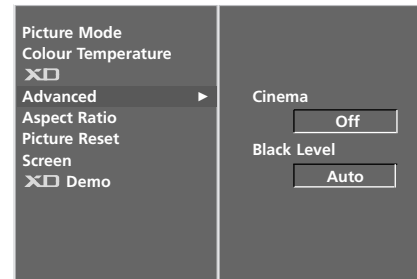 Picture Mode
Colour Temperature
XD
Advanced ►
Aspect Ratio
Picture Reset
Screen
XD Demo
Cinema
Off
Black Level
Auto